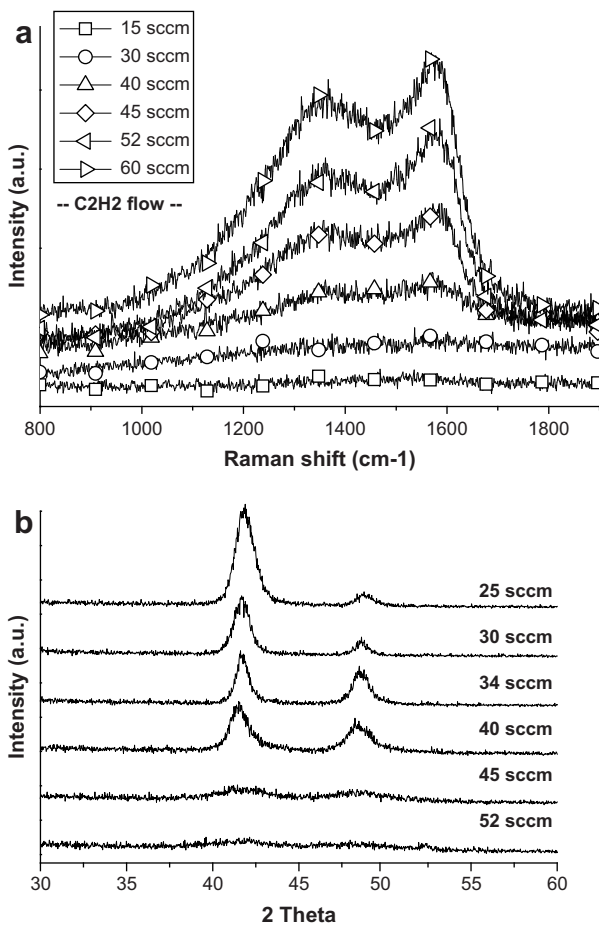 a
15 sccm
30 sccm
40 sccm
45 sccm
52 sccm
60 sccm
-- C2H2 flow --
Intensity (a.u.)
800 1000 1200 1400 1600 1800
Raman shift (cm-1)
b
25 sccm
30 sccm
34 sccm
40 sccm
45 sccm
52 sccm
Intensity (a.u.)
30 35 40 45 50 55 60
2 Theta